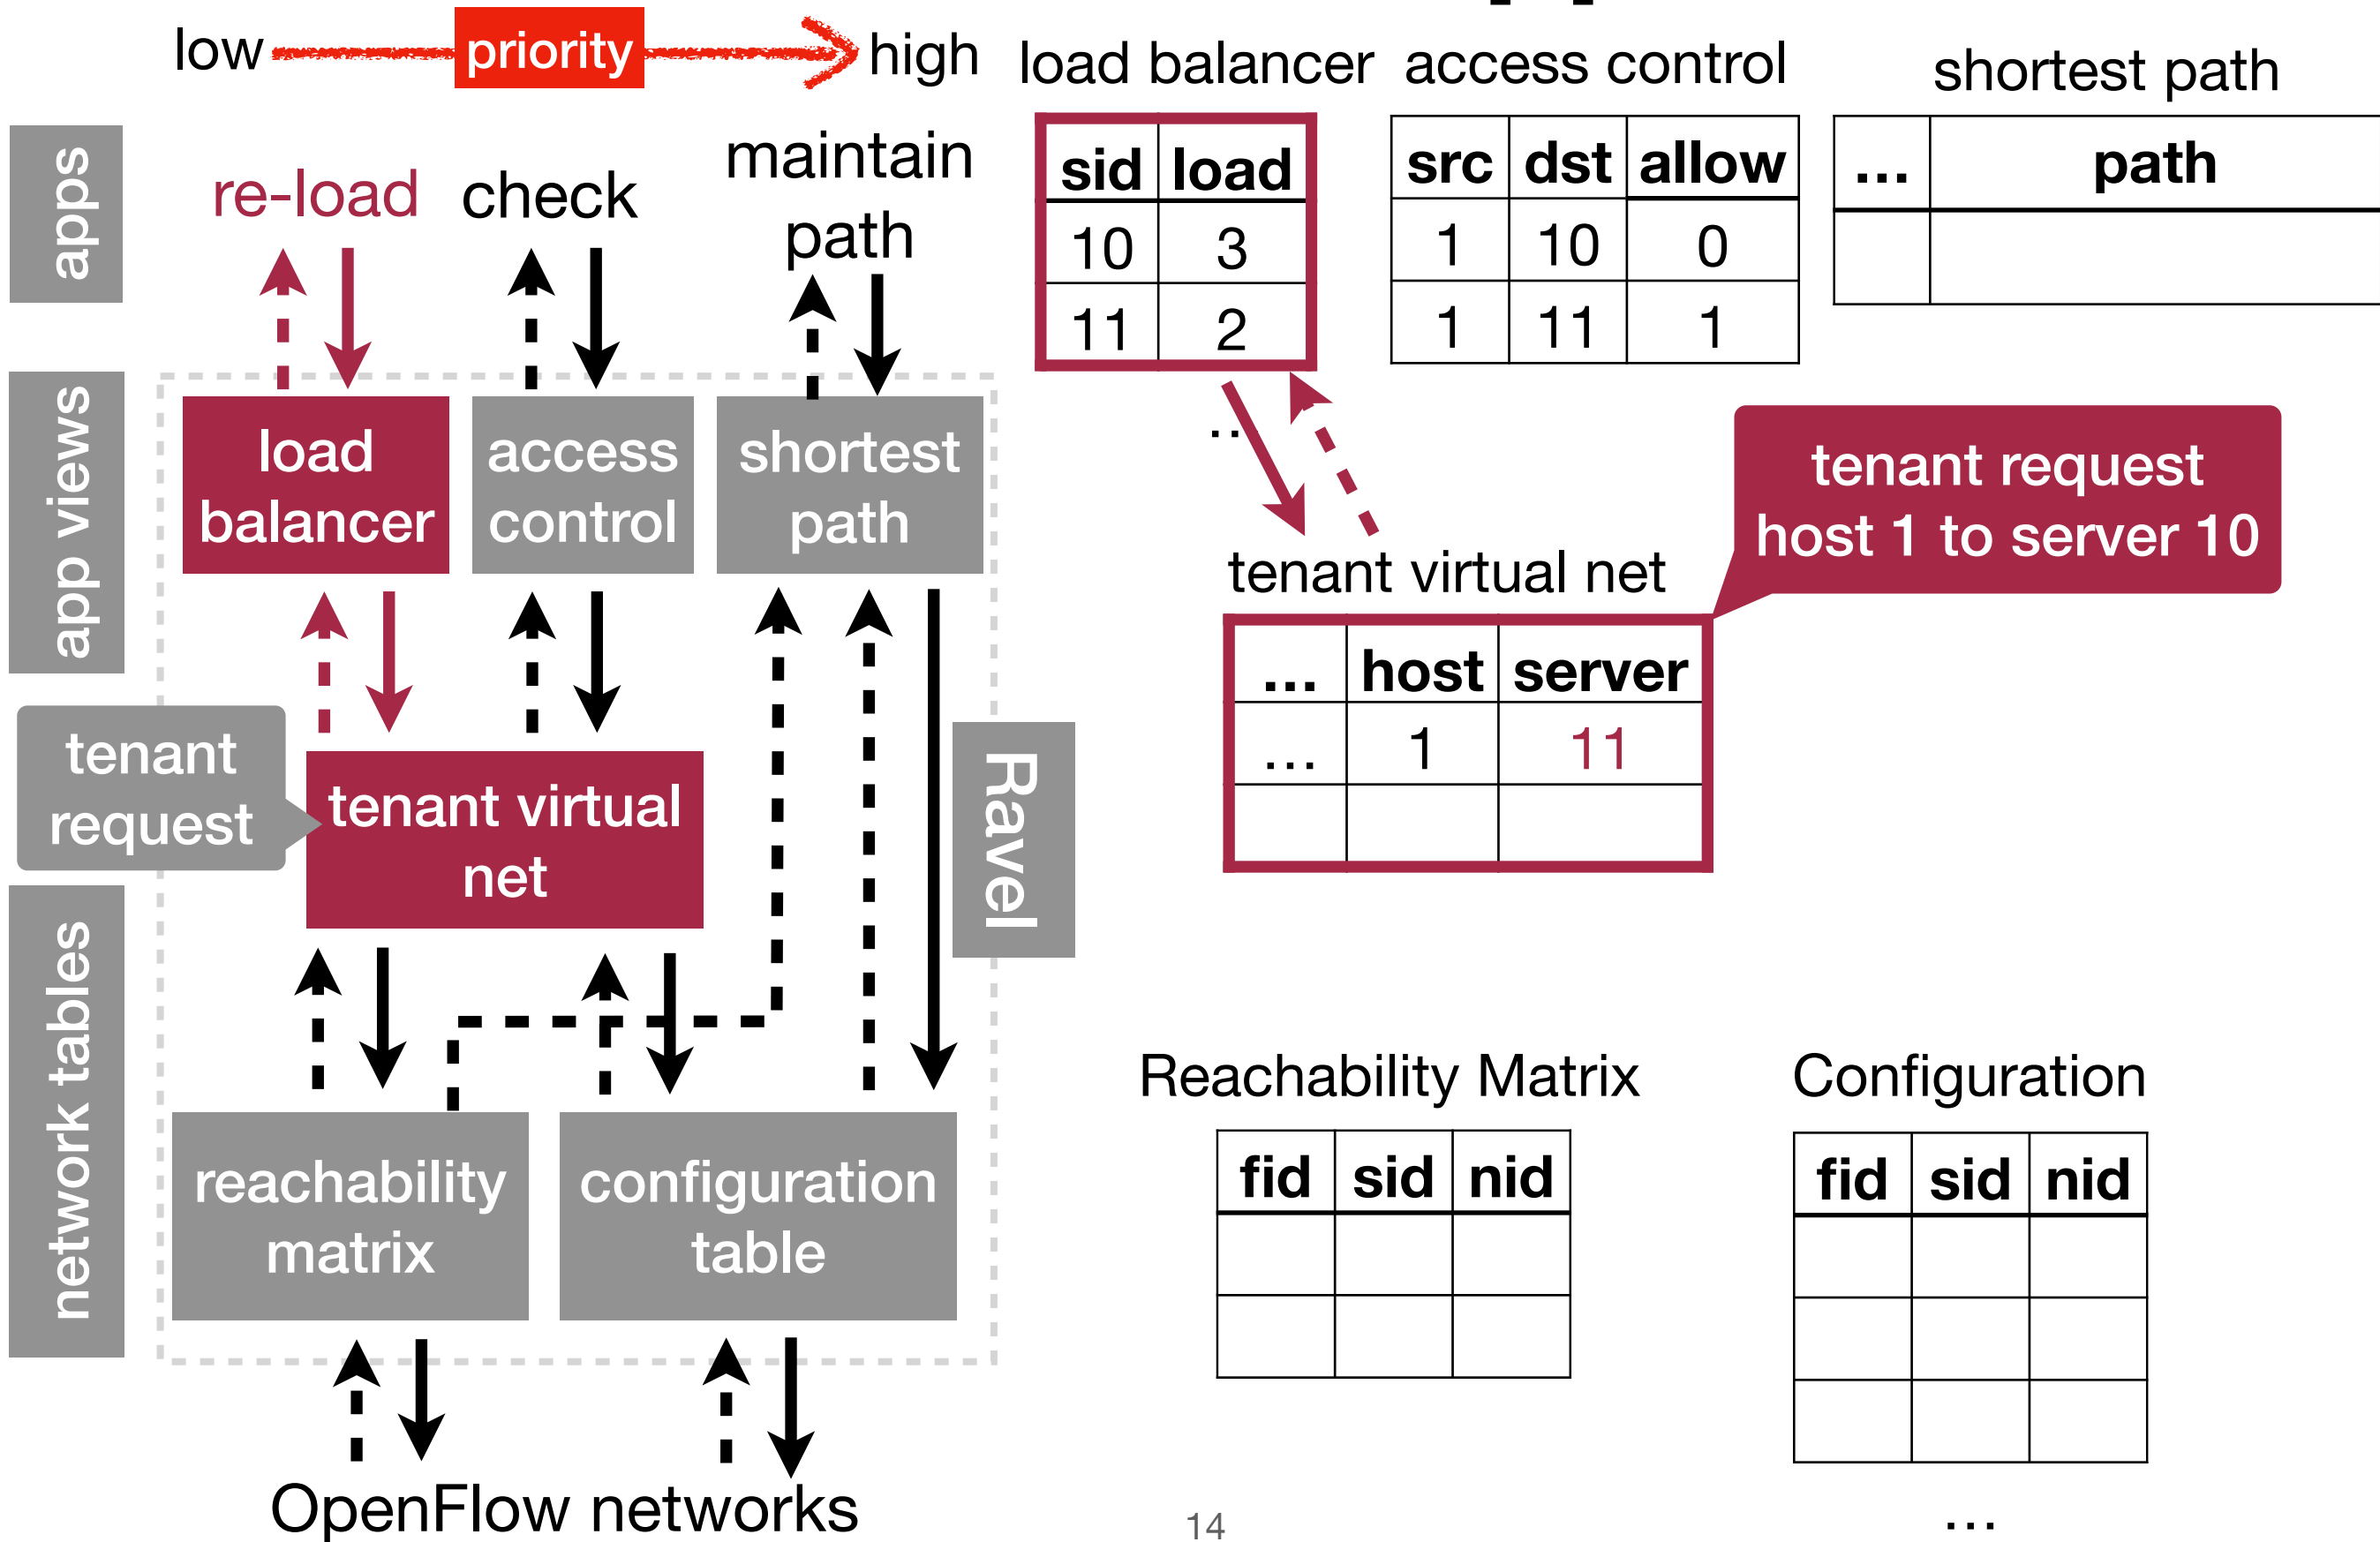 low priority high
load balancer access control shortest path
apps
re-load check maintain
path
sid load
10 3
11 2
...
src dst allow
1 10 0
1 11 1
... path
app views
load
balancer
access
control
shortest
path
tenant request
host 1 to server 10
tenant virtual net
... host server
... 1 11
tenant
request
tenant virtual
net
Ravel
network tables
reachability
matrix
configuration
table
Reachability Matrix
fid sid nid
Configuration
fid sid nid
...
OpenFlow networks
14